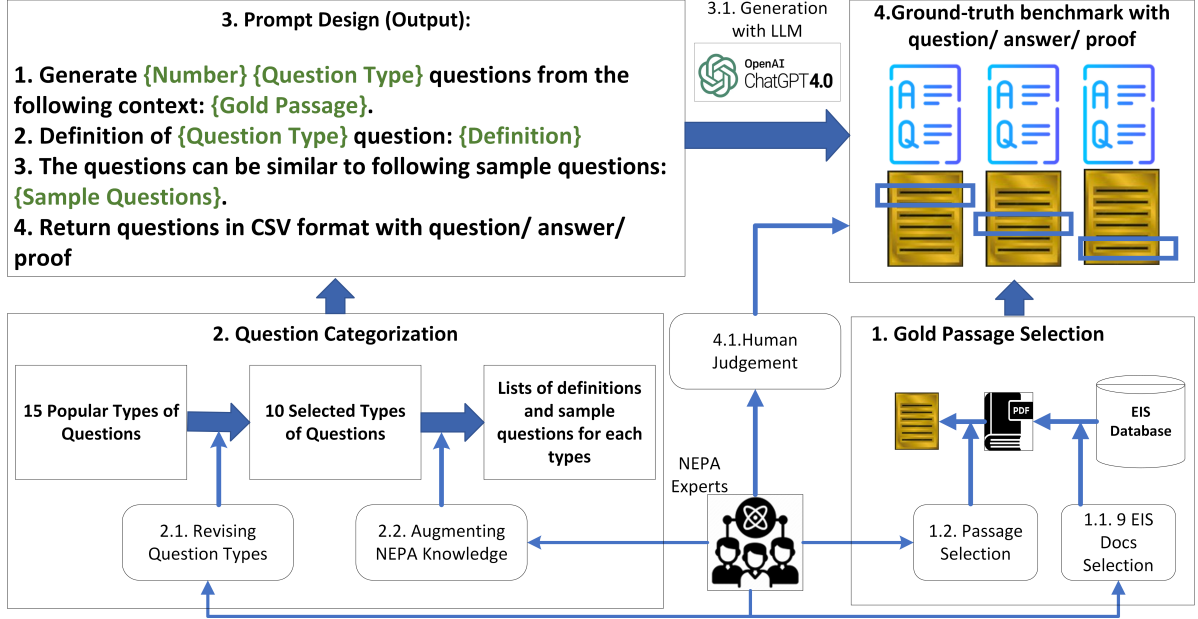 3. Prompt Design (Output):
1. Generate {Number} {Question Type} questions from the
following context: {Gold Passage}.
2. Definition of {Question Type} question: {Definition}
3. The questions can be similar to following sample questions:
{Sample Questions}.
4. Return questions in CSV format with question/ answer/
proof
3.1. Generation
with LLM
OpenAI
ChatGPT4.0
4.Ground-truth benchmark with
question/ answer/ proof
A
Q
A
Q
A
Q
2. Question Categorization
15 Popular Types of
Questions
10 Selected Types
of Questions
Lists of definitions
and sample
questions for each
types
2.1. Revising
Question Types
2.2. Augmenting
NEPA Knowledge
4.1.Human
Judgement
NEPA
Experts
1. Gold Passage Selection
PDF
EIS
Database
1.2. Passage
Selection
1.1. 9 EIS
Docs
Selection